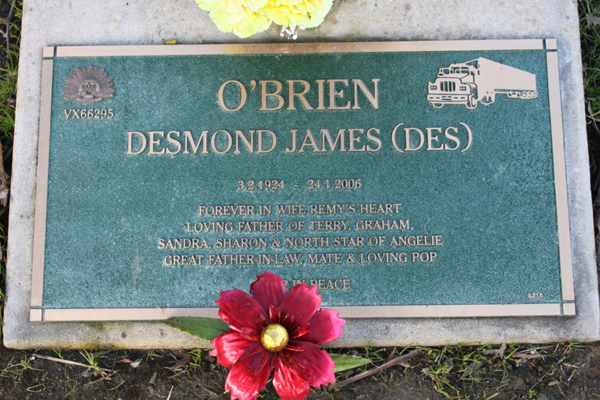 VX66295
O'BRIEN
DESMOND JAMES (DES)
3.2.1924 - 24.1.2006
FOREVER IN WIFE REMY'S HEART
LOVING FATHER OF TERRY, GRAHAM,
SANDRA, SHARON & NORTH STAR OF ANGELIE
GREAT FATHER-IN-LAW, MATE & LOVING POP
IN PEACE